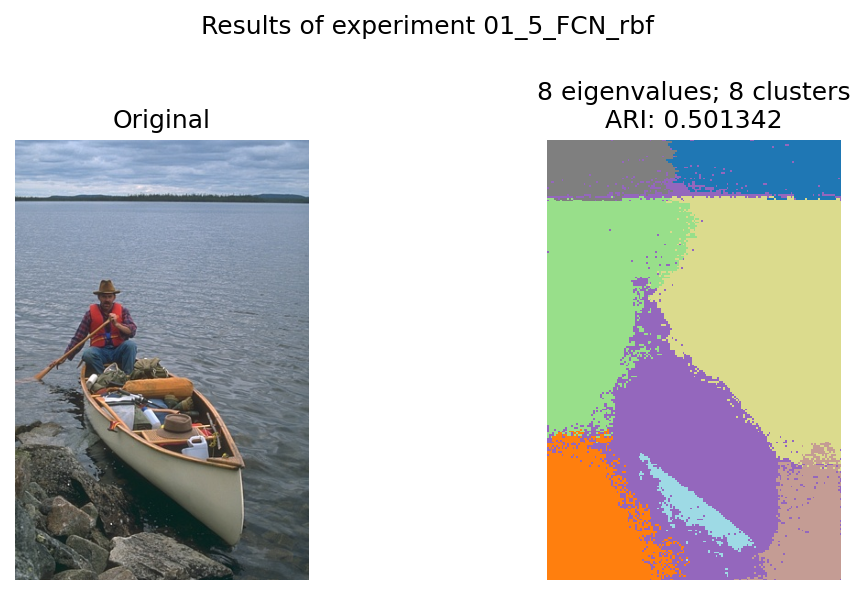 Results of experiment 01_5_FCN_rbf
Original
8 eigenvalues; 8 clusters
ARI: 0.501342